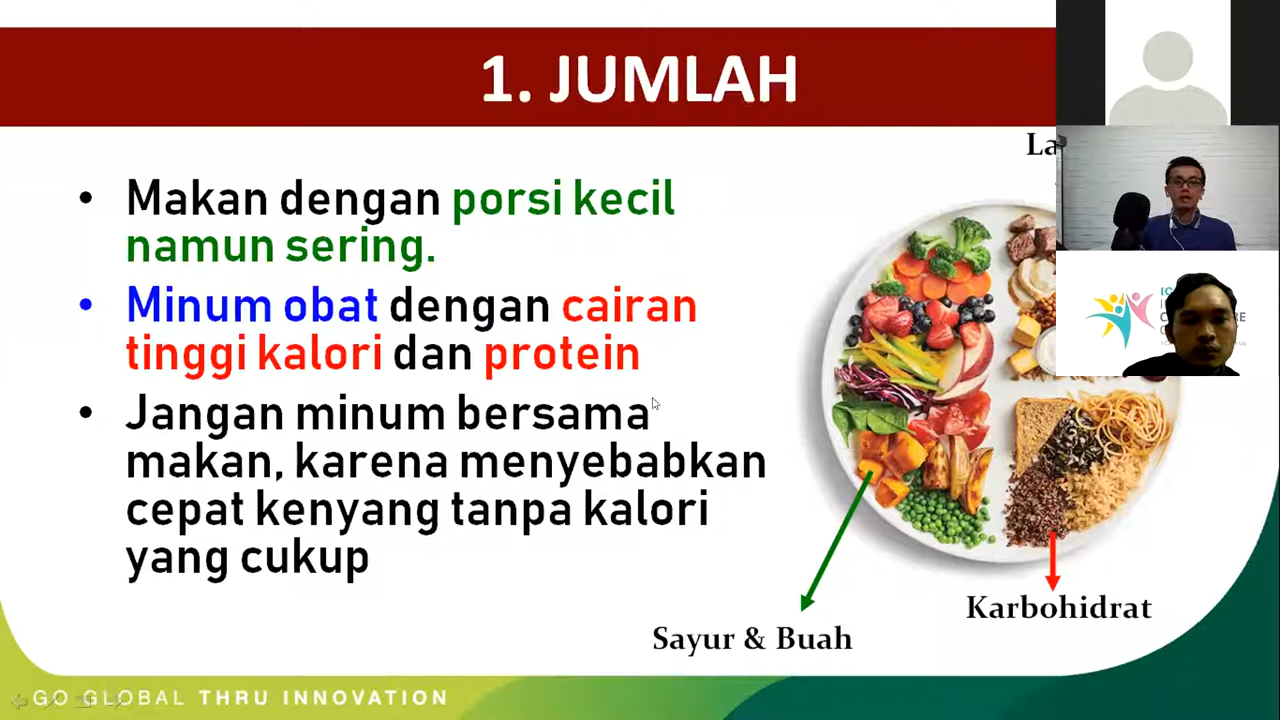 1. JUMLAH
• Makan dengan porsi kecil
namun sering.
• Minum obat dengan cairan
tinggi kalori dan protein
• Jangan minum bersama
makan, karena menyebabkan
cepat kenyang tanpa kalori
yang cukup
Sayur & Buah
Karbohidrat
GO GLOBAL THRU INNOVATION